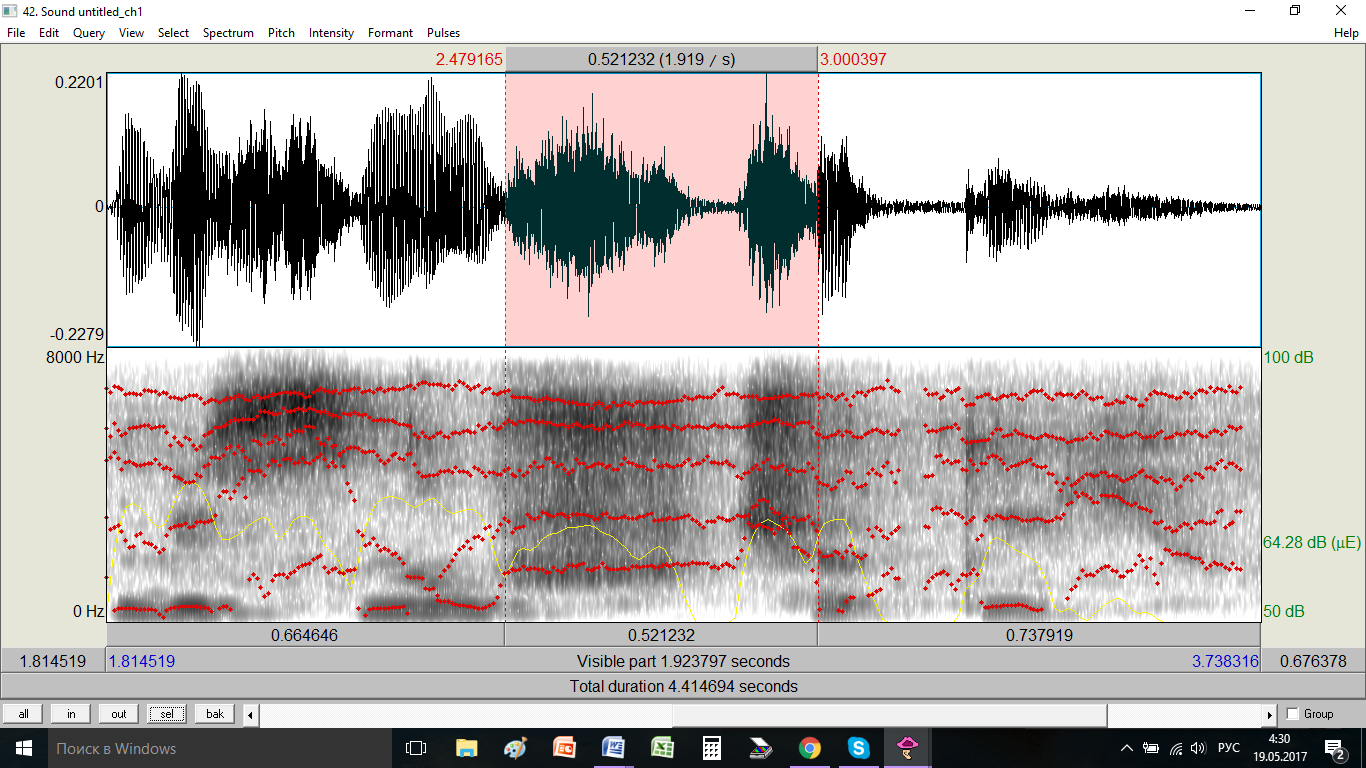 42. Sound untitled_ch1
File Edit Query View Select Spectrum Pitch Intensity Formant Pulses Help
2.479165 0.521232 (1.919 / s) 3.000397
0.2201
0
-0.2279
8000 Hz 100 dB
64.28 dB (µE)
0 Hz 50 dB
0.664646 0.521232 0.737919
1.814519 1.814519 Visible part 1.923797 seconds 3.738316 0.676378
Total duration 4.414694 seconds
all in out sel bak Group
Поиск в Windows РУС 4:30
19.05.2017 2